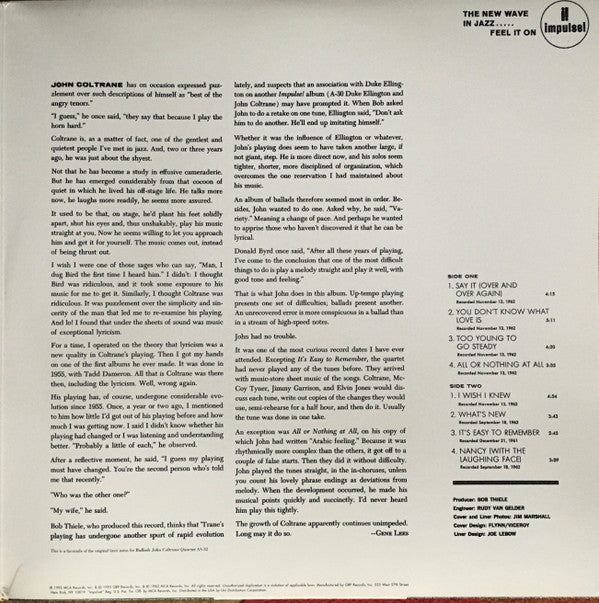 THE NEW WAVE
IN JAZZ.....
FEEL IT ON
impulse!
JOHN COLTRANE has on occasion expressed puz-
zlement over such descriptions of himself as "best of the
angry tenors."
"I guess," he once said, "they say that because I play the
horn hard."
Coltrane is, as a matter of fact, one of the gentlest and
quietest people I've met in jazz. And, two or three years
ago, he was just about the shyest.
Not that he has become a study in effusive cameraderie.
But he has emerged considerably from that cocoon of
quiet in which he lived his off-stage life. He talks more
now, he laughs more readily, he seems more assured.
It used to be that, on stage, he'd plant his feet solidly
apart, shut his eyes and, thus unshakably, play his music
straight at you. Now he seems willing to let you approach
him and get it for yourself. The music comes out, instead
of being thrust out.
I wish I were one of those sages who can say, "Man, I
dug Bird the first time I heard him." I didn't: I thought
Bird was ridiculous, and it took some exposure to his
music for me to get it. Similarly, I thought Coltrane was
ridiculous. It was puzzlement over the simplicity and sin-
cerity of the man that led me to re-examine his playing.
And lo! I found that under the sheets of sound was music
of exceptional lyricism.
For a time, I operated on the theory that lyricism was a
new quality in Coltrane's playing. Then I got my hands
on one of the first albums he ever made. It was done in
1955, with Tadd Dameron. All that is Coltrane was there
then, including the lyricism. Well, wrong again.
His playing has, of course, undergone considerable evo-
lution since 1955. Once, a year or two ago, I mentioned
to him how little I'd got out of his playing before and how
much I was getting now. I said I didn't know whether his
playing had changed or I was listening and understanding
better. "Probably a little of each," he observed.
After a reflective moment, he said, "I guess my playing
must have changed. You're the second person who's told
me that recently."
"Who was the other one?"
"My wife," he said.
Bob Thiele, who produced this record, thinks that "Trane's
playing has undergone another spurt of rapid evolution
This is a facsimile of the original liner notes for Ballads John Coltrane Quartet AS-32
lately, and suspects that an association with Duke Elling-
ton on another Impulse! album (A-30 Duke Ellington and
John Coltrane) may have prompted it. When Bob asked
John to do a retake on one tune, Ellington said, "Don't ask
him to do another. He'll end up imitating himself."
Whether it was the influence of Ellington or whatever,
John's playing does seem to have taken another large, if
not giant, step. He is more direct now, and his solos seem
tighter, shorter, more disciplined of organization, which
overcomes the one reservation I had maintained about
his music.
An album of ballads therefore seemed most in order. Be-
sides, John wanted to do one. Asked why, he said, "Va-
riety." Meaning a change of pace. And perhaps he wanted
to apprise those who haven't discovered it that he can be
lyrical.
Donald Byrd once said, "After all these years of playing,
I've come to the conclusion that one of the most difficult
things to do is play a melody straight and play it well, with
good tone and feeling."
That is what John does in this album. Up-tempo playing
presents one set of difficulties; ballads present another.
An unrecovered error is more conspicuous in a ballad than
in a stream of high-speed notes.
John had no trouble.
It was one of the most curious record dates I have ever
attended. Excepting It's Easy to Remember, the quartet
had never played any of the tunes before. They arrived
with music-store sheet music of the songs. Coltrane, Mc-
Coy Tyner, Jimmy Garrison, and Elvin Jones would dis-
cuss each tune, write out copies of the changes they would
use, semi-rehearse for a half hour, and then do it. Usually
the tune was done in one take.
An exception was All or Nothing at All, on his copy of
which John had written "Arabic feeling." Because it was
rhythmically more complex than the others, it got off to a
couple of false starts. Then they did it without difficulty.
John played the tunes straight, in the in-choruses, unless
you count his lovely phrase endings as deviations from
melody. When the development occurred, he made his
musical points quickly and succinctly. I'd never heard
him play this tightly.
The growth of Coltrane apparently continues unimpeded.
Long may it do so. --GENE LEES
SIDE ONE
1. SAY IT (OVER AND
OVER AGAIN) 4:15
Recorded November 13, 1962
2. YOU DON'T KNOW WHAT
LOVE IS 5:11
Recorded November 13, 1962
3. TOO YOUNG TO
GO STEADY 4:20
Recorded November 13, 1962
4. ALL OR NOTHING AT ALL 3:35
Recorded November 13, 1962
SIDE TWO
1. I WISH I KNEW 4:54
Recorded November 13, 1962
2. WHAT'S NEW 3:43
Recorded September 18, 1962
3. IT'S EASY TO REMEMBER 2:45
Recorded December 21, 1961
4. NANCY (WITH THE
LAUGHING FACE) 3:09
Recorded September 18, 1962
Producer: BOB THIELE
Engineer: RUDY VAN GELDER
Cover and Liner Photos: JIM MARSHALL
Cover Design: FLYNN/VICEROY
Liner Design: JOE LEBOW